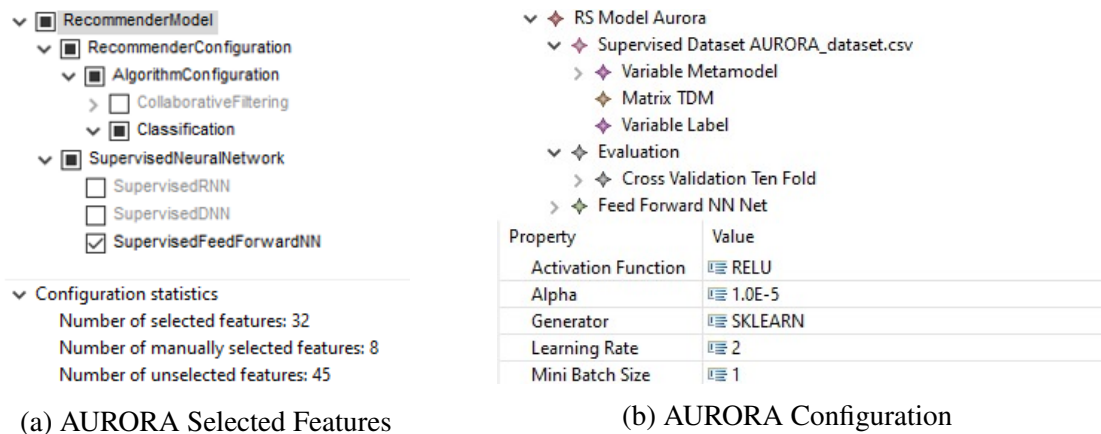 RecommenderModel
RecommenderConfiguration
AlgorithmConfiguration
CollaborativeFiltering
Classification
SupervisedNeuralNetwork
SupervisedRNN
SupervisedDNN
SupervisedFeedForwardNN
Configuration statistics
Number of selected features: 32
Number of manually selected features: 8
Number of unselected features: 45
(a) AURORA Selected Features
RS Model Aurora
Supervised Dataset AURORA_dataset.csv
Variable Metamodel
Matrix TDM
Variable Label
Evaluation
Cross Validation Ten Fold
Feed Forward NN Net
Property Value
Activation Function RELU
Alpha 1.0E-5
Generator SKLEARN
Learning Rate 2
Mini Batch Size 1
(b) AURORA Configuration